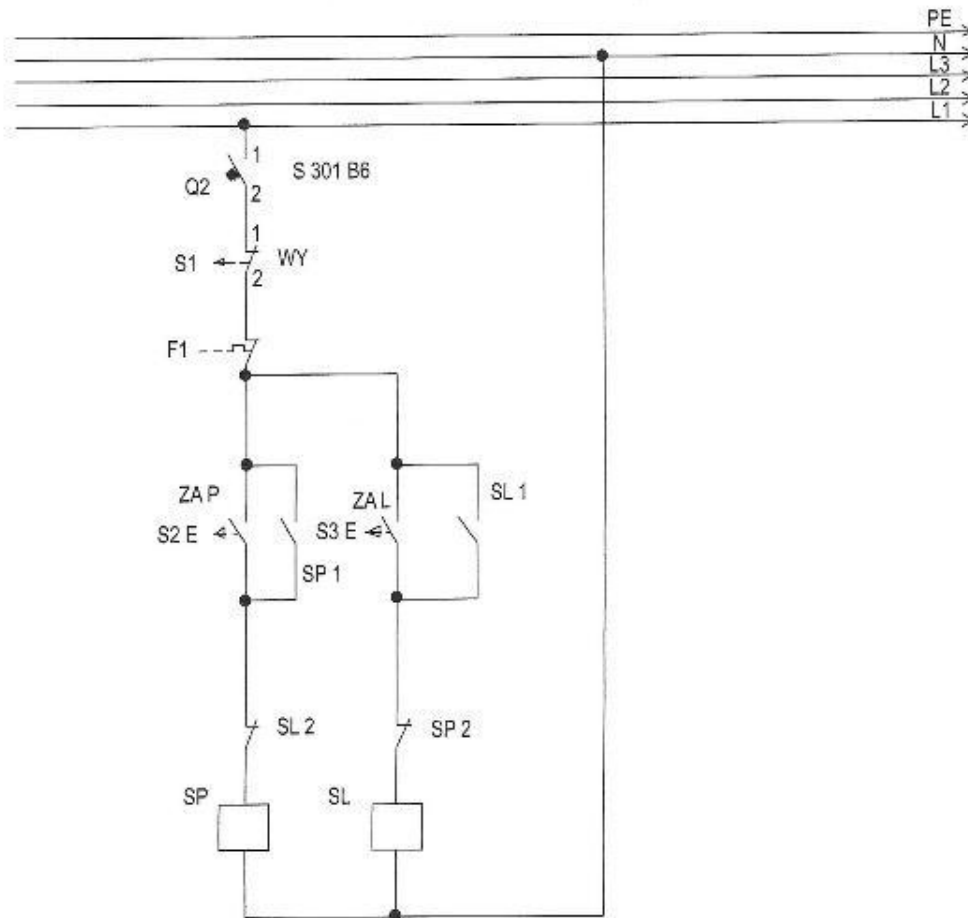 PE
N
L3
L2
L1
1
S 301 B6
Q2
2
1
S1
WY
2
F1
ZA P
ZA L
SL 1
S2 E
S3 E
SP 1
SL 2
SP 2
SP
SL